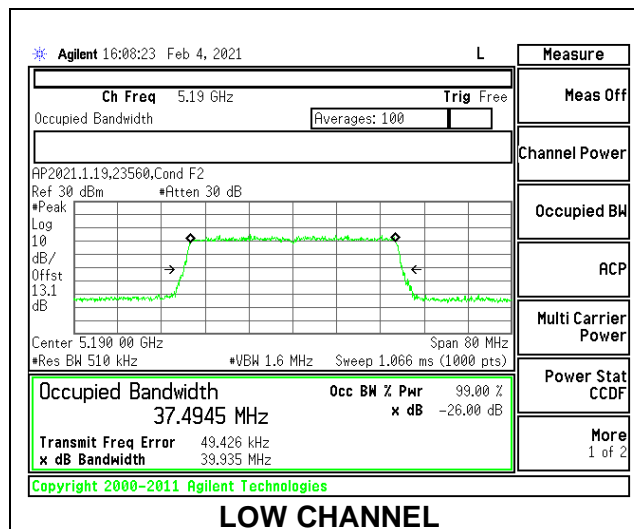 Agilent 16:08:23 Feb 4, 2021 L
Measure
Ch Freq 5.19 GHz Trig Free
Occupied Bandwidth Averages: 100
AP2021.1.19,23560,Cond F2
Ref 30 dBm #Atten 30 dB
#Peak
Log
10
dB/
Offst
13.1
dB
Center 5.190 00 GHz Span 80 MHz
#Res BW 510 kHz #VBW 1.6 MHz Sweep 1.066 ms (1000 pts)
Occupied Bandwidth Occ BW % Pwr 99.00 %
37.4945 MHz x dB -26.00 dB
Transmit Freq Error 49.426 kHz
x dB Bandwidth 39.935 MHz
Copyright 2000-2011 Agilent Technologies
Meas Off
Channel Power
Occupied BW
ACP
Multi Carrier
Power
Power Stat
CCDF
More
1 of 2
LOW CHANNEL